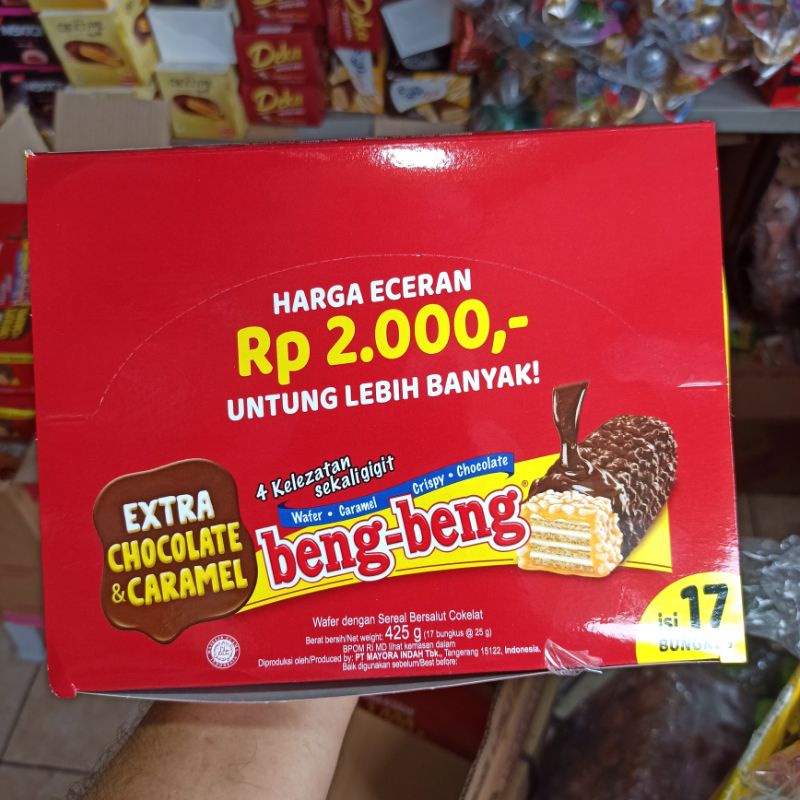 Deka
Deka
HARGA ECERAN
Rp 2.000,-
UNTUNG LEBIH BANYAK!
4 Kelezatan
sekali gigit
Wafer • Caramel Crispy • Chocolate
beng-beng®
EXTRA
CHOCOLATE
& CARAMEL
Wafer dengan Sereal Bersalut Cokelat
Berat bersih/Net weight: 425 g (17 bungkus @ 25 g)
BPOM RI MD lihat kemasan dalam
Diproduksi oleh/Produced by: PT MAYORA INDAH Tbk., Tangerang 15122, Indonesia.
Baik digunakan sebelum/Best before:
isi 17
BUNGKUS